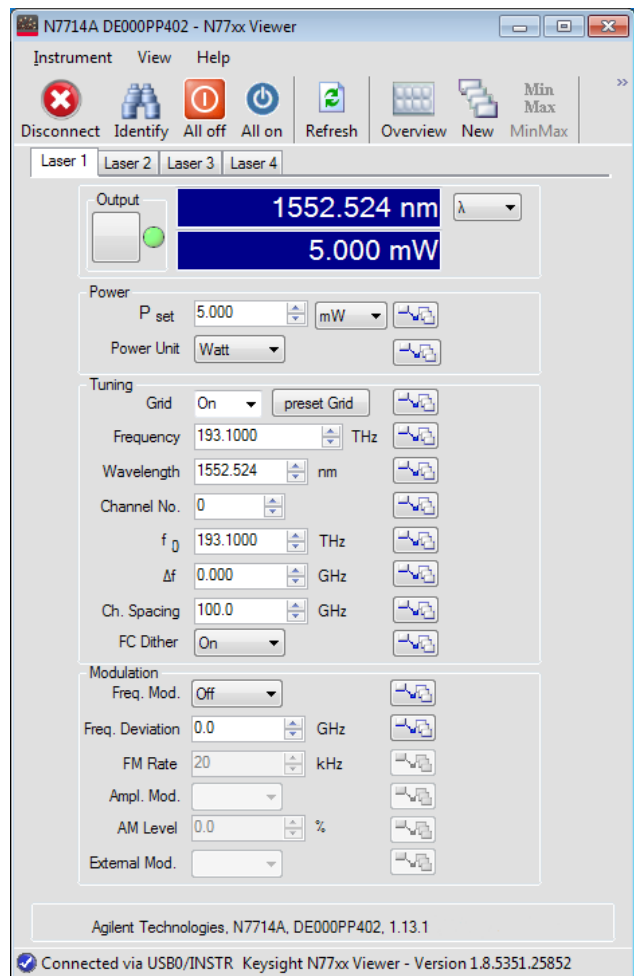 N7714A DE000PP402 - N77xx Viewer
Instrument View Help
Disconnect Identify All off All on Refresh Overview New Min Max MinMax »
Laser 1 Laser 2 Laser 3 Laser 4
Output
1552.524 nm λ
5.000 mW
Power
P set 5.000 mW
Power Unit Watt
Tuning
Grid On preset Grid
Frequency 193.1000 THz
Wavelength 1552.524 nm
Channel No. 0
f 0 193.1000 THz
Δf 0.000 GHz
Ch. Spacing 100.0 GHz
FC Dither On
Modulation
Freq. Mod. Off
Freq. Deviation 0.0 GHz
FM Rate 20 kHz
Ampl. Mod.
AM Level 0.0 %
External Mod.
Agilent Technologies, N7714A, DE000PP402, 1.13.1
Connected via USB0/INSTR Keysight N77xx Viewer - Version 1.8.5351.25852